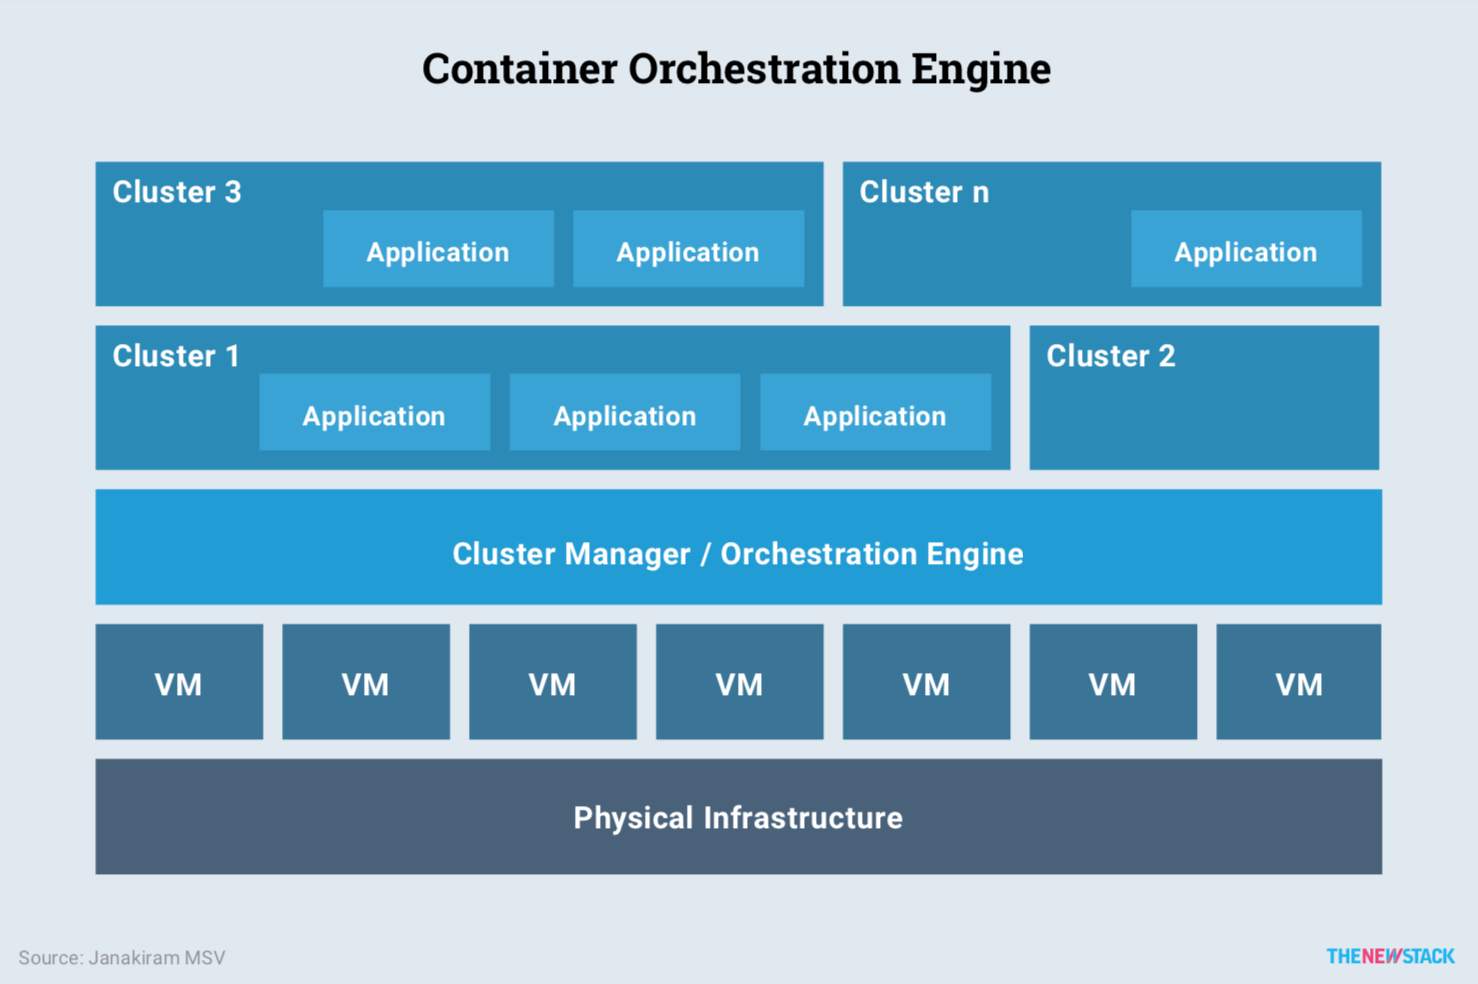 Container Orchestration Engine
Cluster 3
Application
Application
Cluster n
Application
Cluster 1
Application
Application
Application
Cluster 2
Cluster Manager / Orchestration Engine
VM
VM
VM
VM
VM
VM
VM
Physical Infrastructure
Source: Janakiram MSV
THENEWSTACK